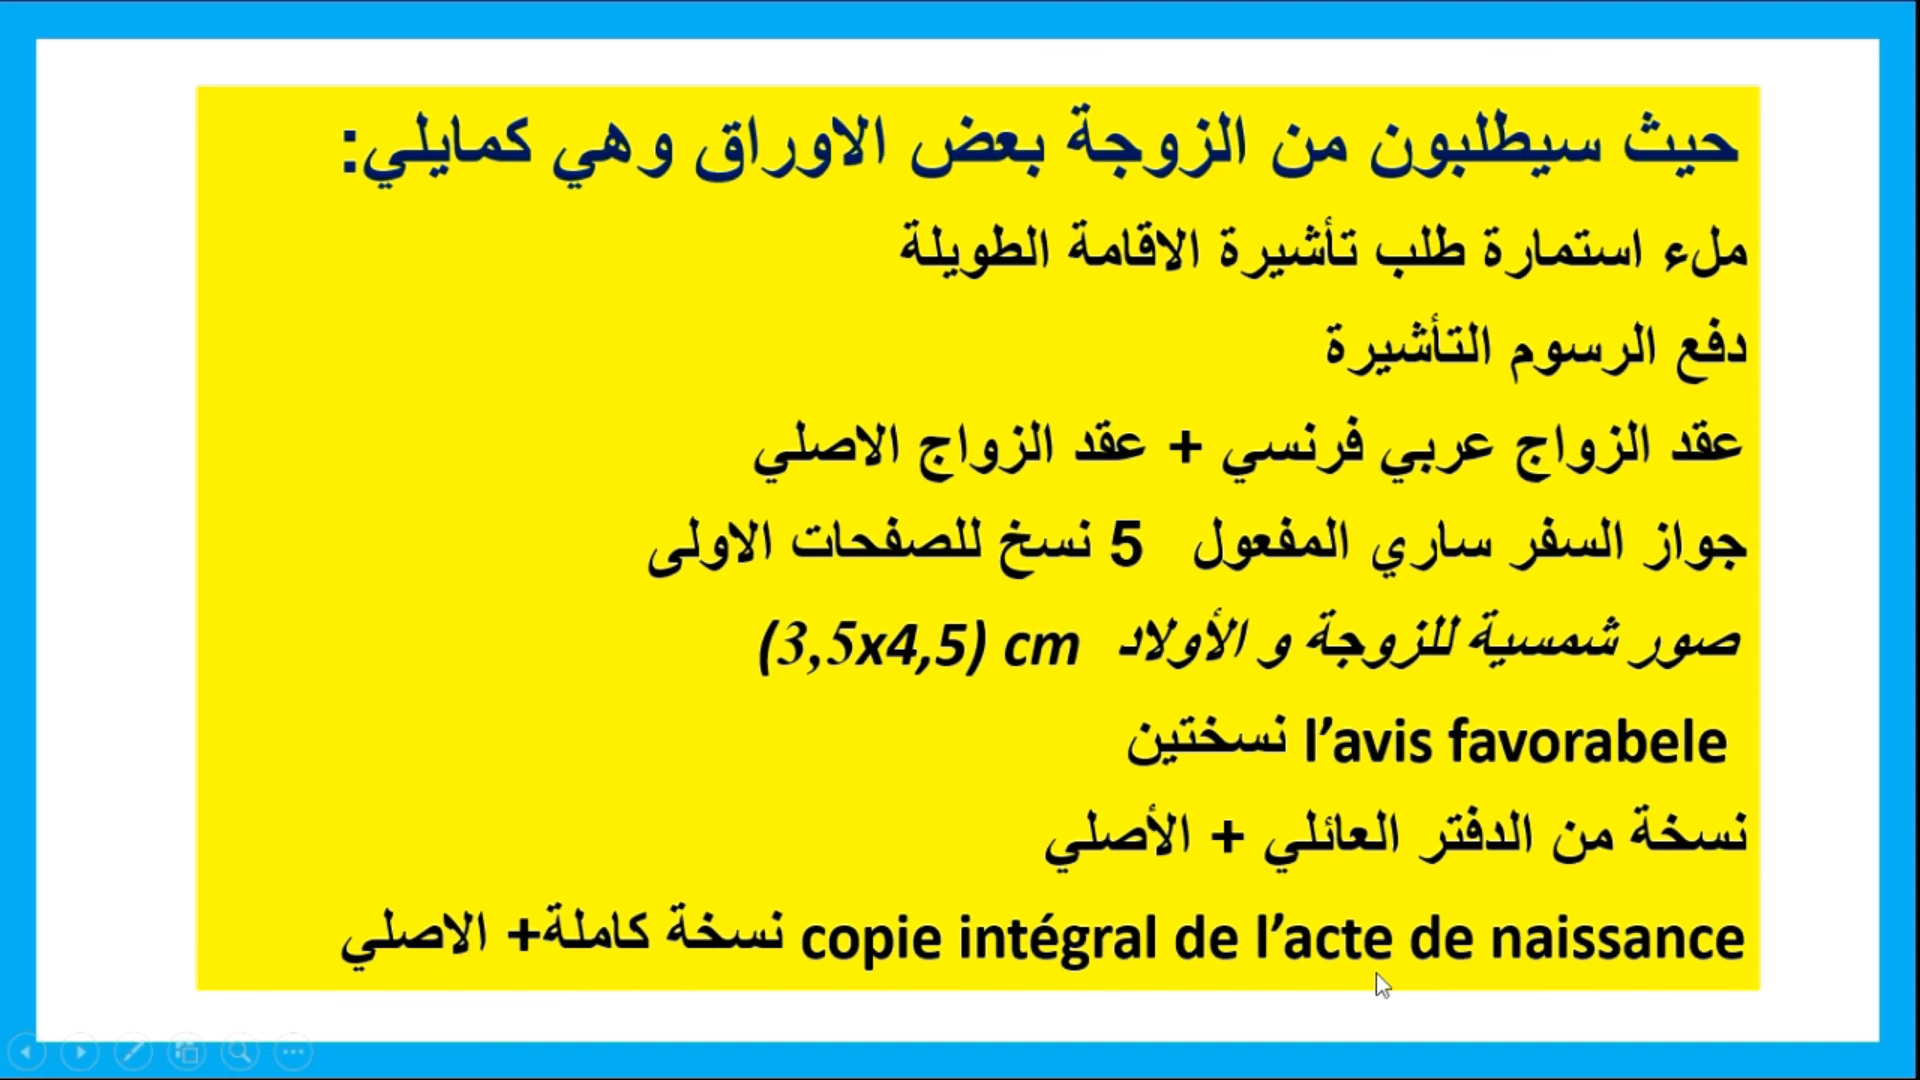 حيث سيطلبون من الزوجة بعض الاوراق وهي كمايلي:
ملء استمارة طلب تأشيرة الاقامة الطويلة
دفع الرسوم التأشيرة
عقد الزواج عربي فرنسي + عقد الزواج الاصلي
جواز السفر ساري المفعول 5 نسخ للصفحات الاولى
صور شمسية للزوجة و الأولاد (3,5x4,5) cm
l’avis favorabele نسختين
نسخة من الدفتر العائلي + الأصلي
copie intégral de l’acte de naissance نسخة كاملة+ الاصلي